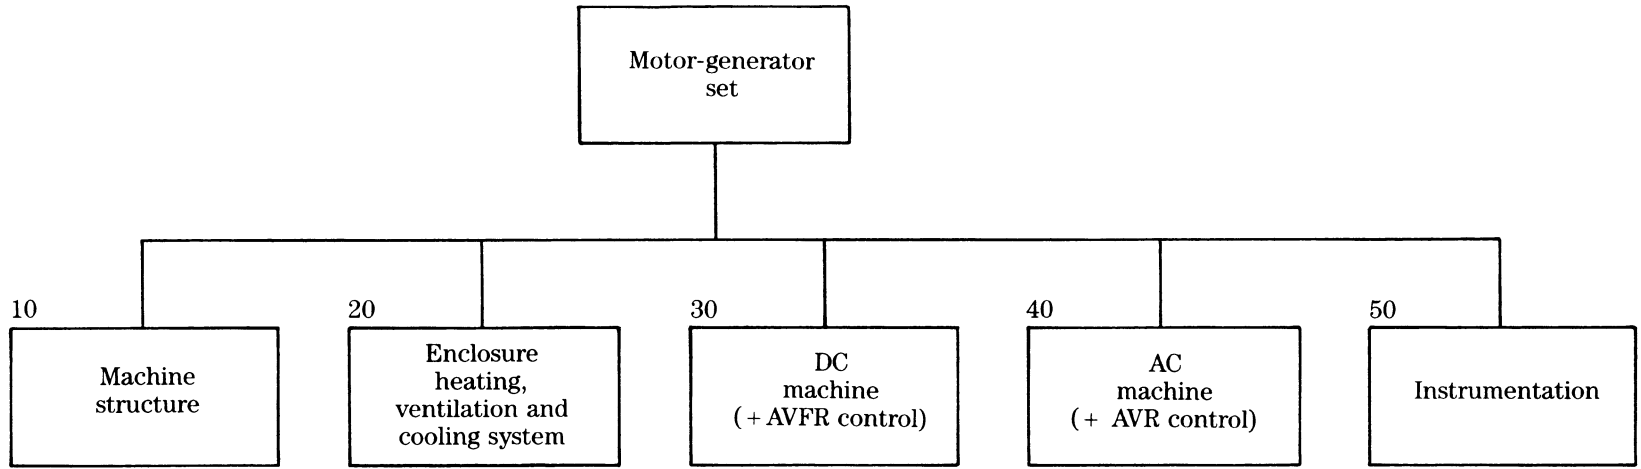 Motor-generator
set
10
Machine
structure
20
Enclosure
heating,
ventilation and
cooling system
30
DC
machine
(+AVFR control)
40
AC
machine
(+ AVR control)
50
Instrumentation